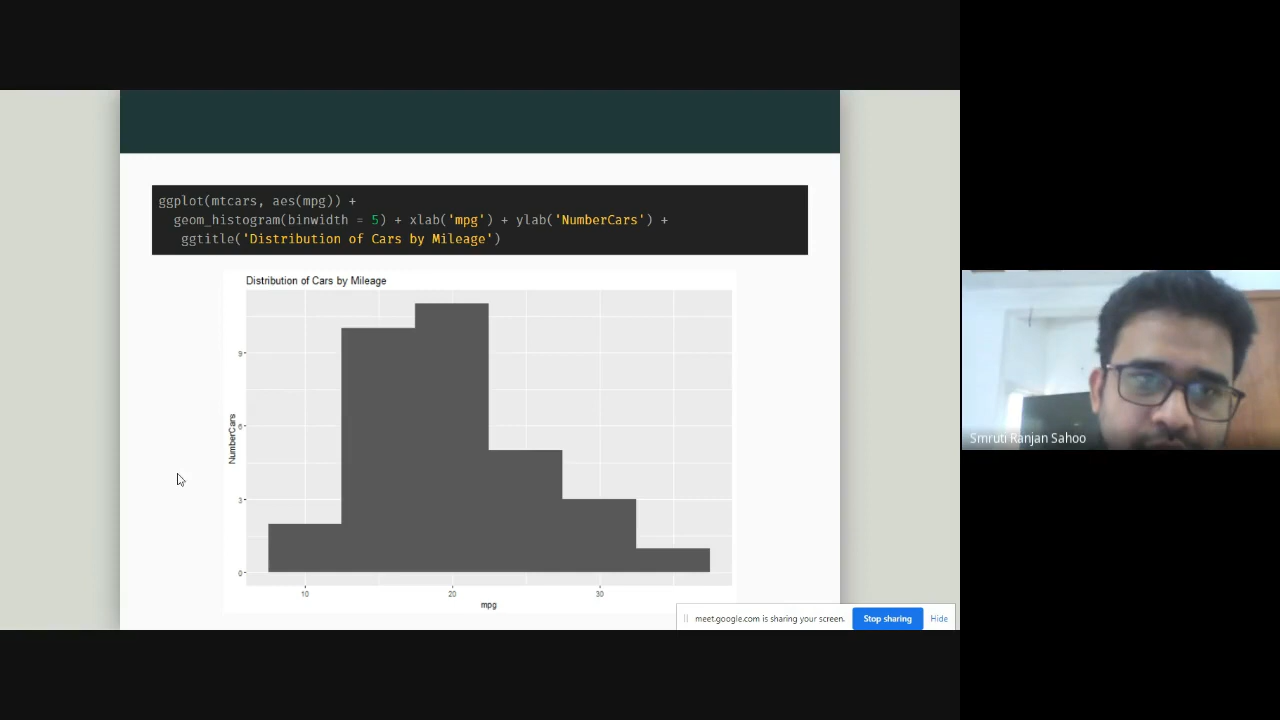 ggplot(mtcars, aes(mpg)) +
geom_histogram(binwidth = 5) + xlab('mpg') + ylab('NumberCars') +
ggtitle('Distribution of Cars by Mileage')
Distribution of Cars by Mileage
9
6
3
0
NumberCars
10 20 30
mpg
Smruti Ranjan Sahoo
meet.google.com is sharing your screen. Stop sharing Hide